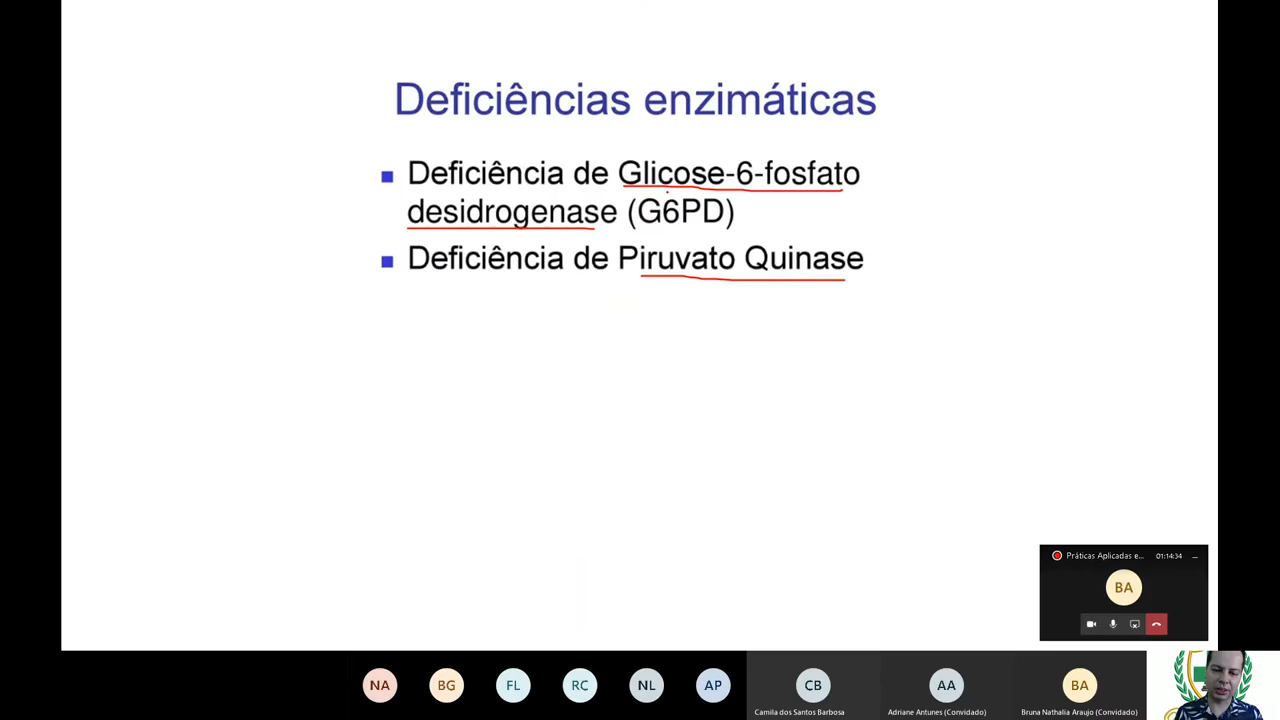 Deficiências enzimáticas
Deficiência de Glicose-6-fosfato
desidrogenase (G6PD)
Deficiência de Piruvato Quinase
Práticas Aplicadas e...
01:14:34
BA
NA
BG
FL
RC
NL
AP
CB
AA
BA
Camila dos Santos Barbosa
Adriane Antunes (Convidado)
Bruna Nathalia Araujo (Convidado)